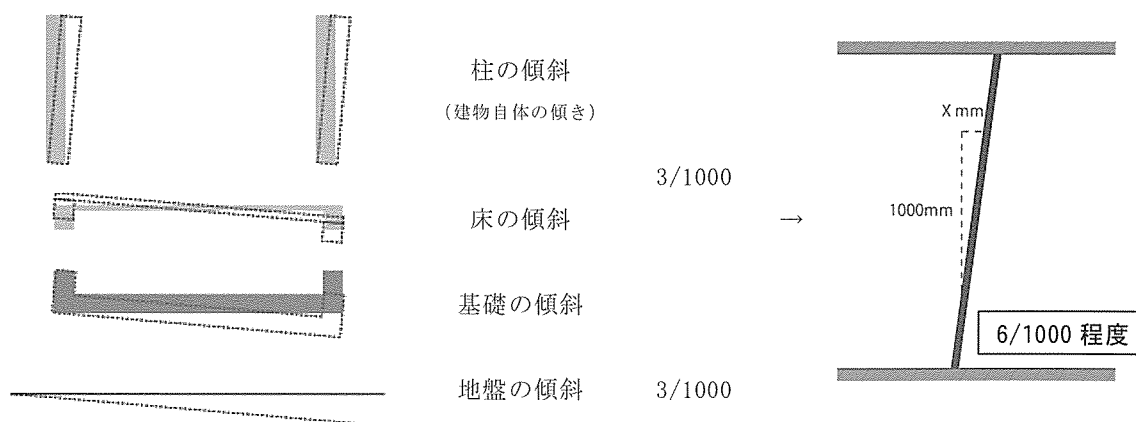 柱の傾斜
(建物自体の傾き)
3/1000
床の傾斜
→
基礎の傾斜
地盤の傾斜
3/1000
X mm
1000mm
6/1000 程度